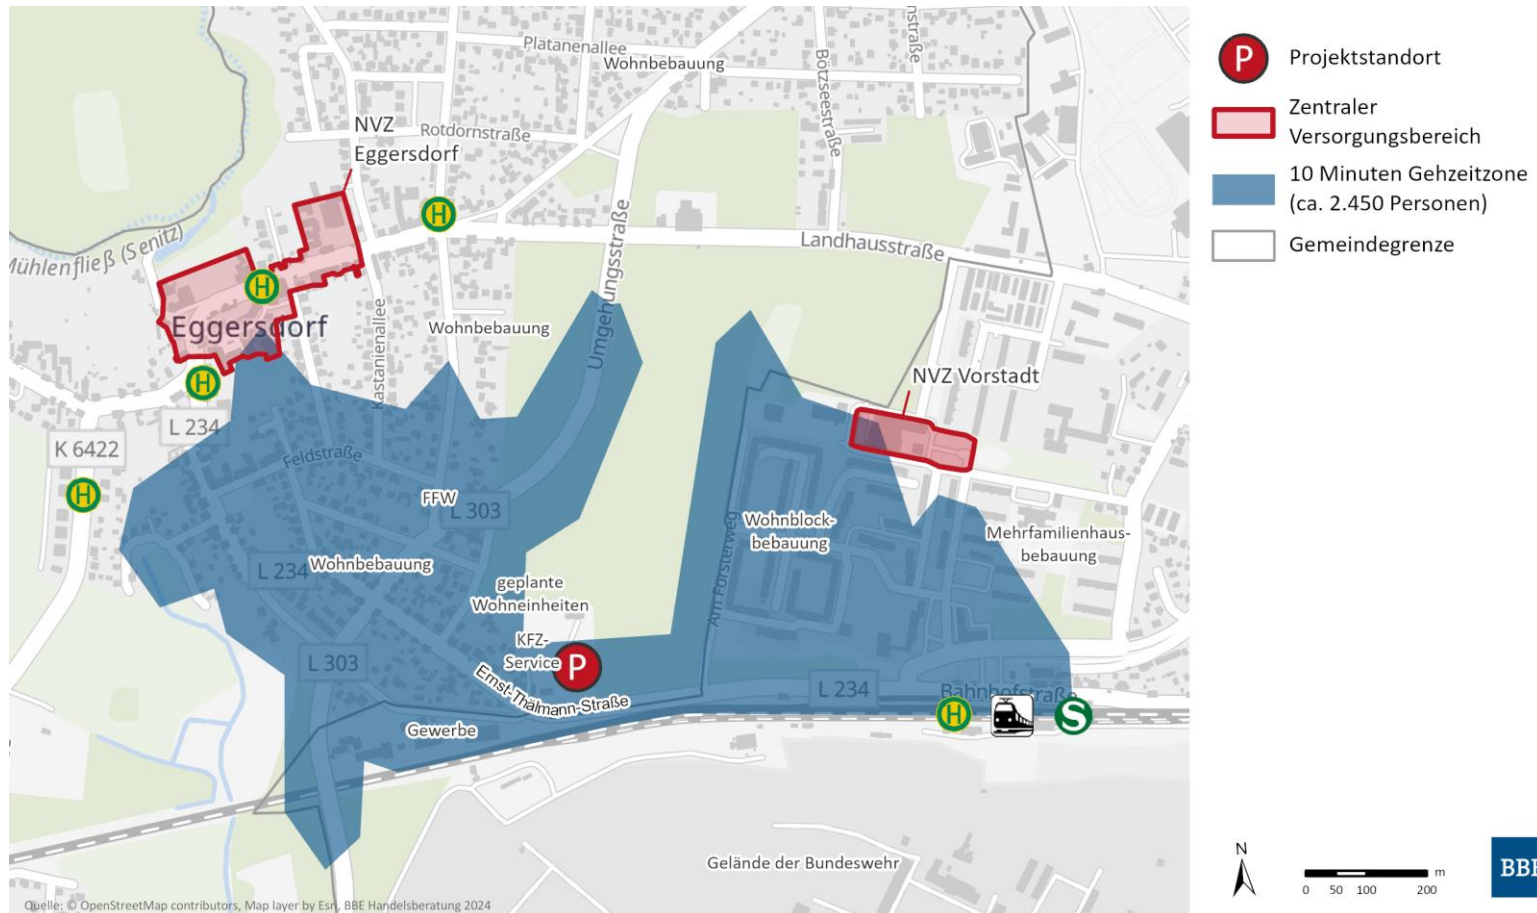 Platanenallee
Wohnbebauung
Bötzseestraße
nstraße
NVZ
Eggersdorf
Rotdornstraße
H
Mühlenfließ (Senitz)
Landhausstraße
Umgehungsstraße
H
Eggersdorf
Wohnbebauung
Kastanienallee
H
NVZ Vorstadt
L 234
K 6422
Feldstraße
H
FFW
L 303
Wohnblock-
bebauung
Mehrfamilienhaus-
bebauung
Am Försterweg
L 234
Wohnbebauung
geplante
Wohneinheiten
KFZ-
Service
P
L 303
Ernst-Thälmann-Straße
L 234
Bahnhofstraße
H
S
Gewerbe
Gelände der Bundeswehr
Quelle: © OpenStreetMap contributors, Map layer by Esri, BBE Handelsberatung 2024
P
Projektstandort
Zentraler
Versorgungsbereich
10 Minuten Gehzeitzone
(ca. 2.450 Personen)
Gemeindegrenze
N
m
0 50 100 200
BBE